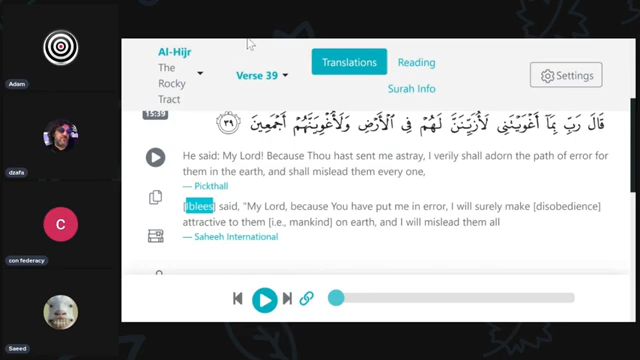 Al-Hijr
The
Rocky
Tract
Verse 39
Translations
Reading
Surah Info
Settings
15:39
قَالَ رَبِّ بِمَآ أَغْوَيْتَنِى لَأُزَيِّنَنَّ لَهُمْ فِى ٱلْأَرْضِ وَلَأُغْوِيَنَّهُمْ أَجْمَعِينَ ٣٩
He said: My Lord! Because Thou hast sent me astray, I verily shall adorn the path of error for
them in the earth, and shall mislead them every one,
— Pickthall
[Iblees] said, "My Lord, because You have put me in error, I will surely make [disobedience]
attractive to them [i.e., mankind] on earth, and I will mislead them all
— Saheeh International
Adam
dzafa
C
con federacy
Saeed